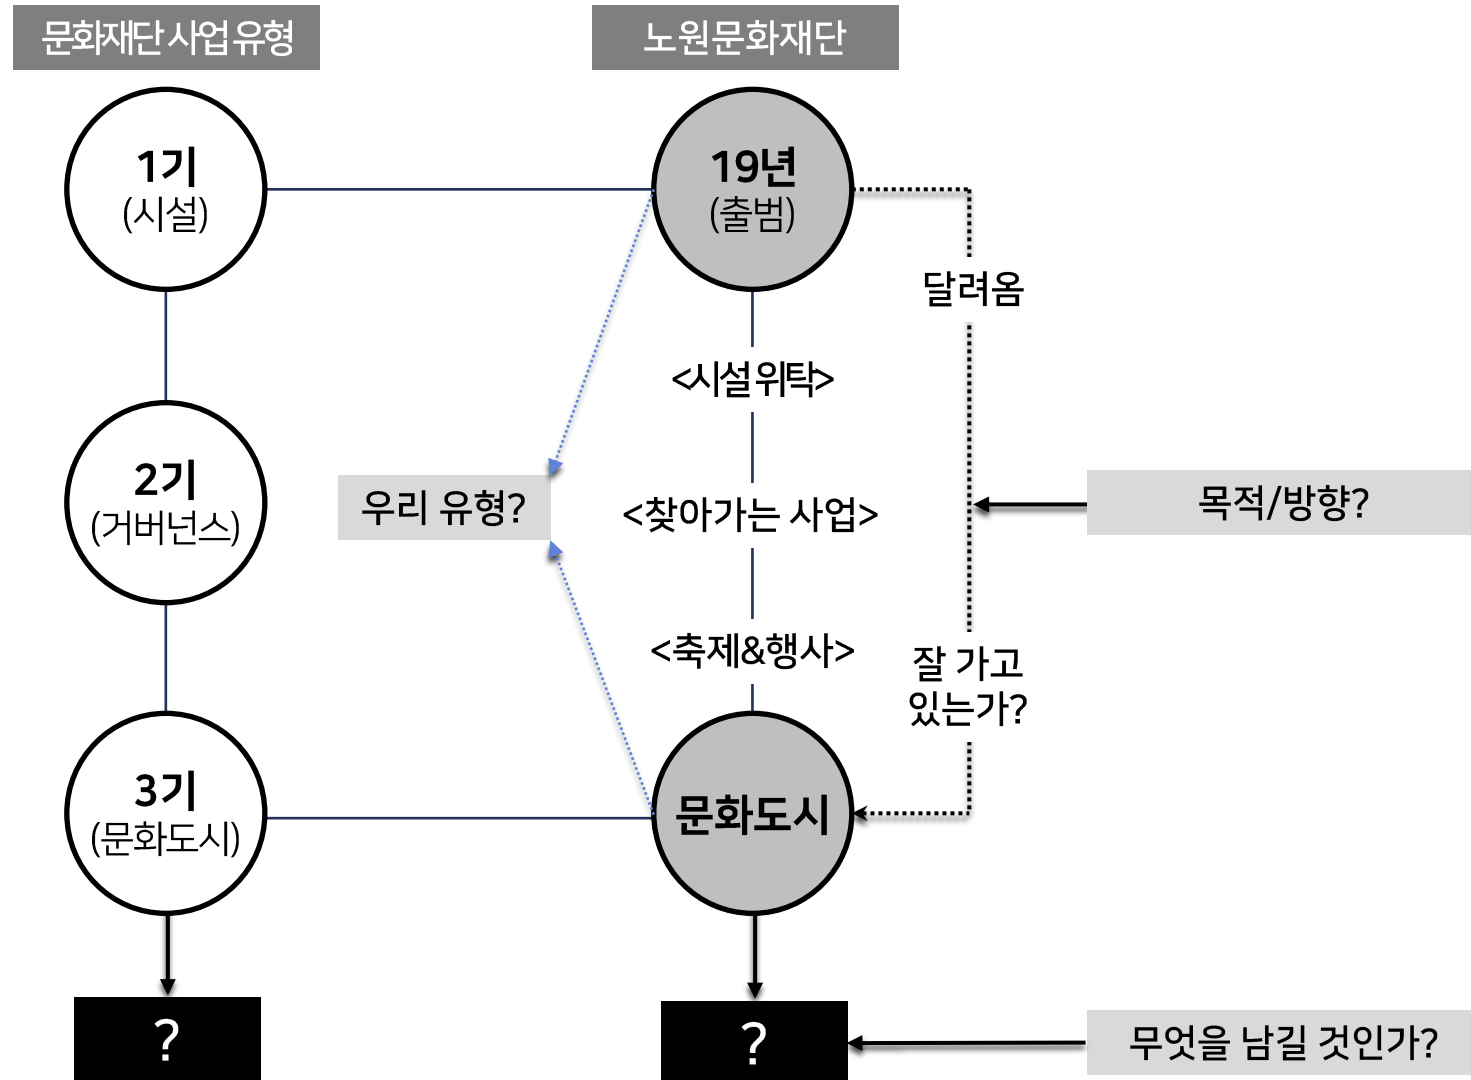 문화재단 사업 유형
노원문화재단
1기
(시설)
19년
(출범)
달려옴
<시설 위탁>
2기
(거버넌스)
우리 유형?
<찾아가는 사업>
목적/방향?
<축제&행사>
잘 가고
있는가?
3기
(문화도시)
문화도시
?
?
무엇을 남길 것인가?